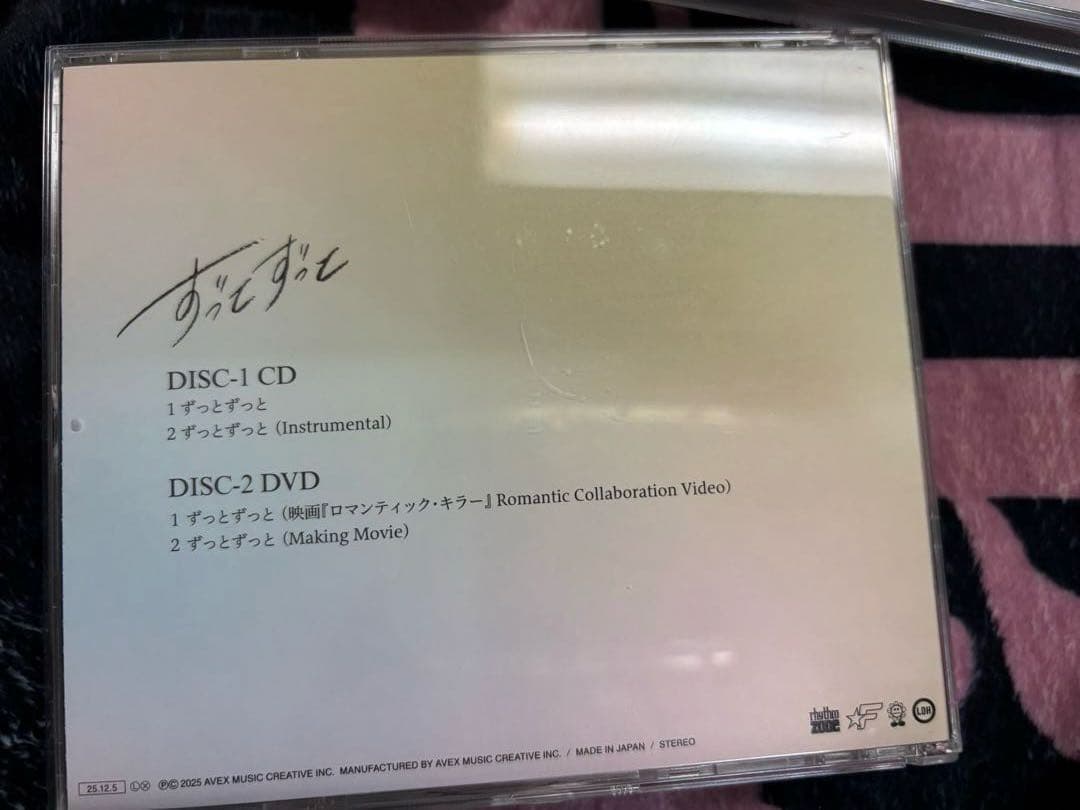 ずっとずっと
DISC-1 CD
1 ずっとずっと
2 ずっとずっと (Instrumental)
DISC-2 DVD
1 ずっとずっと (映画『ロマンティック・キラー』 Romantic Collaboration Video)
2 ずっとずっと (Making Movie)
rhythm zone F LDH
25.12.5 ⓁⓍ ℗© 2025 AVEX MUSIC CREATIVE INC. MANUFACTURED BY AVEX MUSIC CREATIVE INC. / MADE IN JAPAN / STEREO